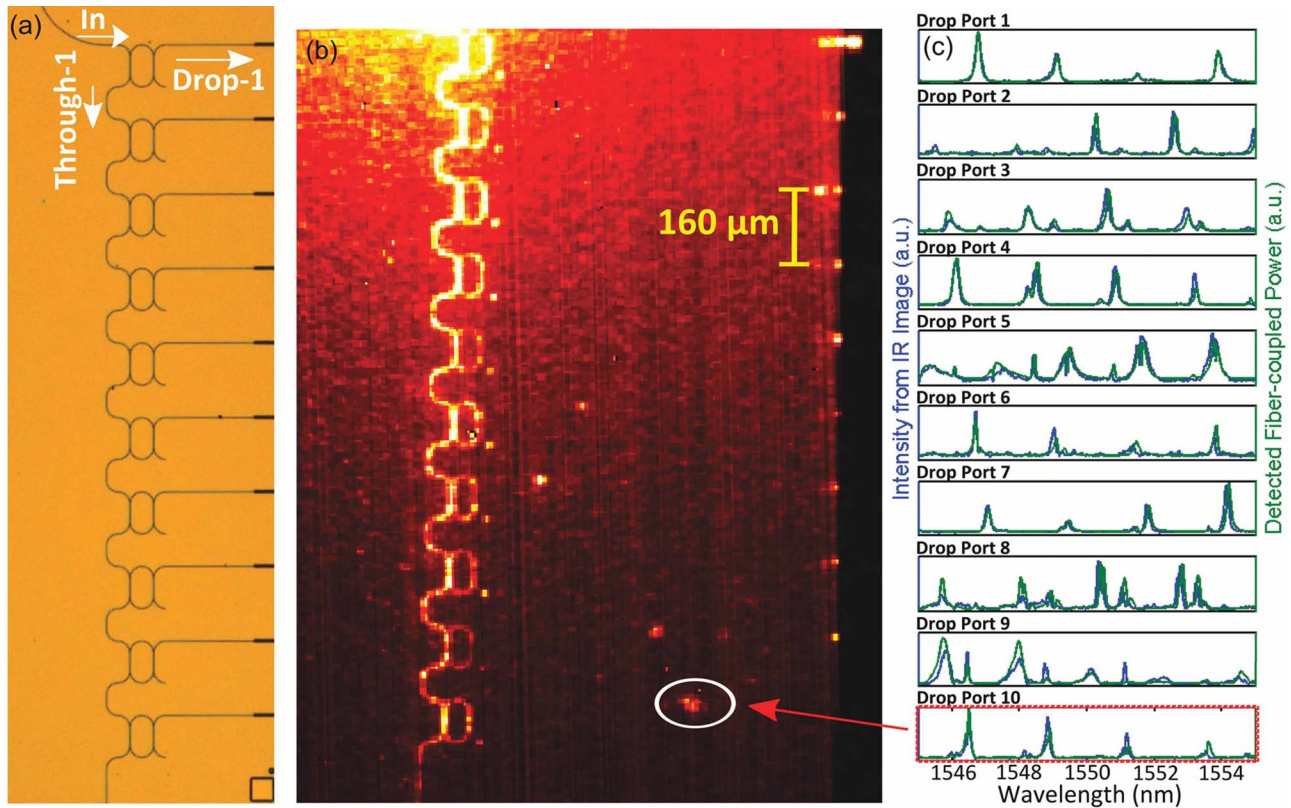 (a)
In
Drop-1
Through-1
(b)
160 μm
(c)
Intensity from IR Image (a.u.)
Detected Fiber-coupled Power (a.u.)
Drop Port 1
Drop Port 2
Drop Port 3
Drop Port 4
Drop Port 5
Drop Port 6
Drop Port 7
Drop Port 8
Drop Port 9
Drop Port 10
1546 1548 1550 1552 1554
Wavelength (nm)